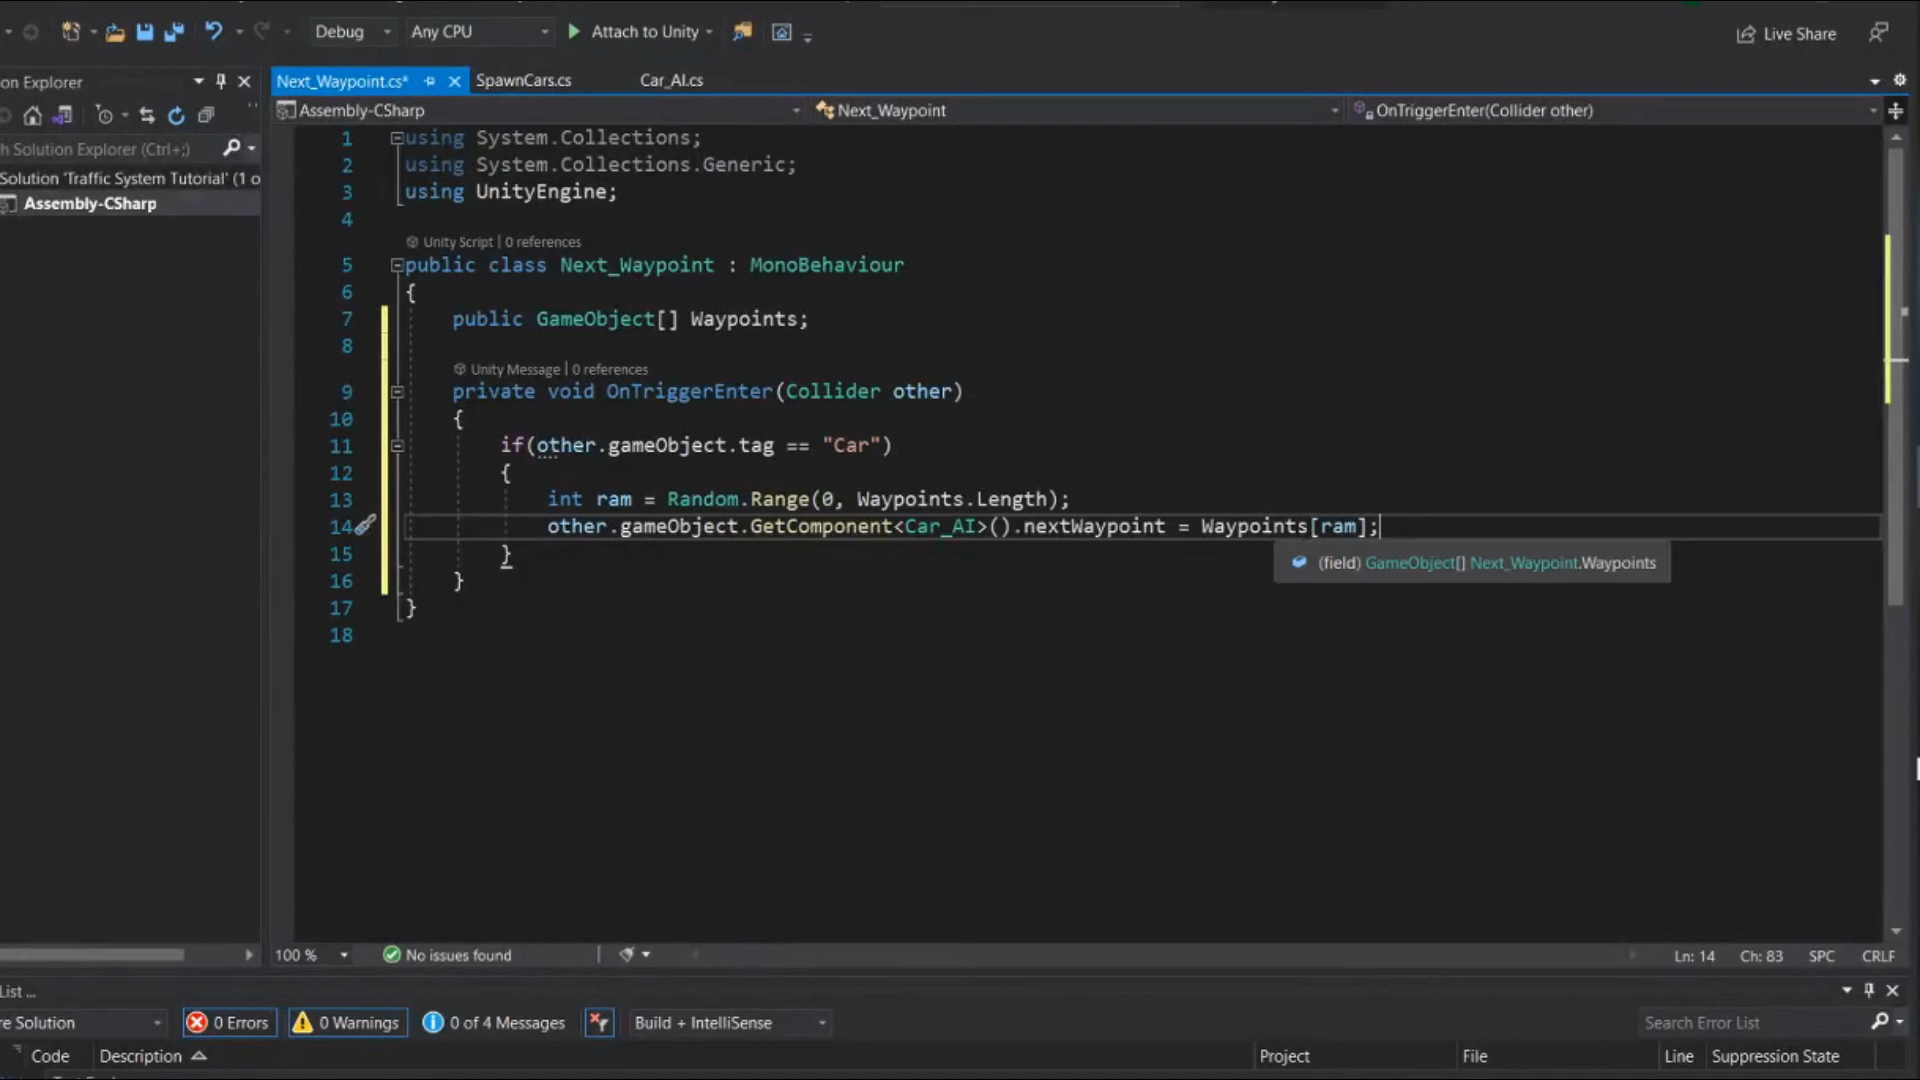 Debug
Any CPU
Attach to Unity
Live Share
on Explorer
Next_Waypoint.cs*
SpawnCars.cs
Car_AI.cs
Assembly-CSharp
Next_Waypoint
OnTriggerEnter(Collider other)
h Solution Explorer (Ctrl+;)
Solution 'Traffic System Tutorial' (1 o
Assembly-CSharp
1 using System.Collections;
2 using System.Collections.Generic;
3 using UnityEngine;
4
Unity Script | 0 references
5 public class Next_Waypoint : MonoBehaviour
6 {
7 public GameObject[] Waypoints;
8
Unity Message | 0 references
9 private void OnTriggerEnter(Collider other)
10 {
11 if(other.gameObject.tag == "Car")
12 {
13 int ram = Random.Range(0, Waypoints.Length);
14 other.gameObject.GetComponent<Car_AI>().nextWaypoint = Waypoints[ram];
15 }
(field) GameObject[] Next_Waypoint.Waypoints
16 }
17 }
18
100 %
No issues found
Ln: 14
Ch: 83
SPC
CRLF
List ...
re Solution
0 Errors
0 Warnings
0 of 4 Messages
Build + IntelliSense
Search Error List
Code
Description
Project
File
Line
Suppression State